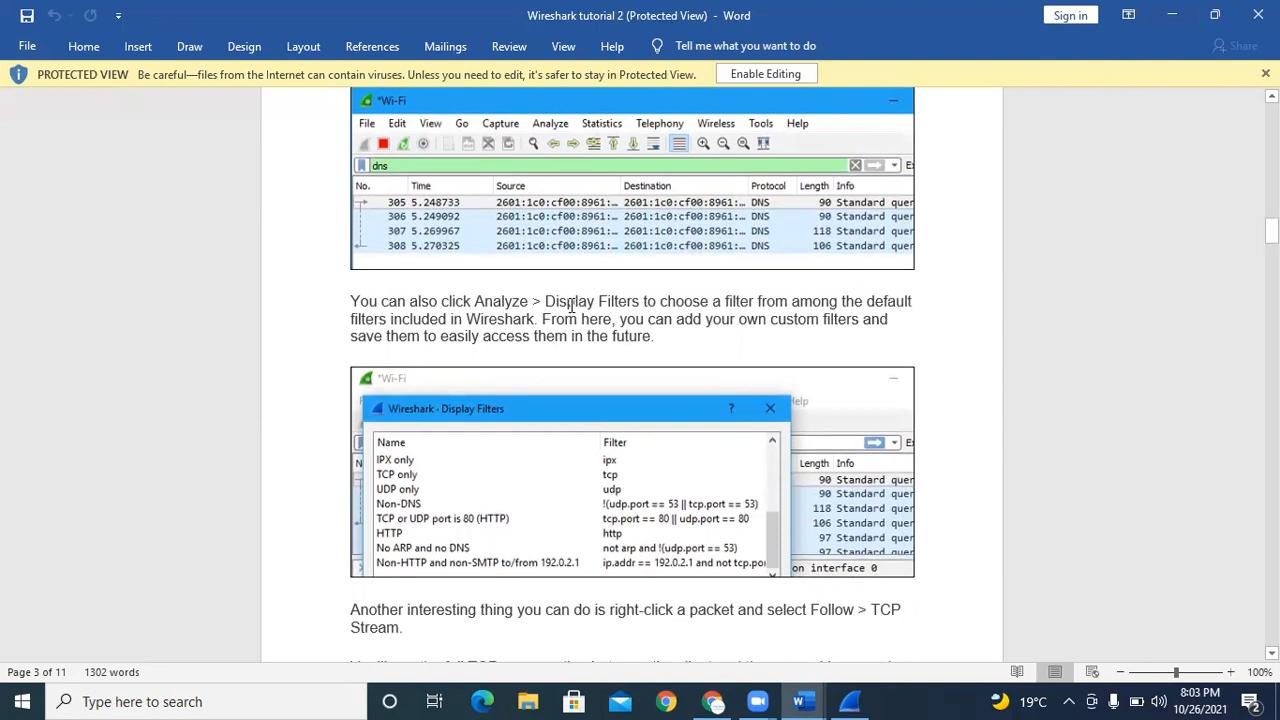 Wireshark tutorial 2 (Protected View) - Word
Sign in
File Home Insert Draw Design Layout References Mailings Review View Help Tell me what you want to do Share
PROTECTED VIEW Be careful—files from the Internet can contain viruses. Unless you need to edit, it's safer to stay in Protected View. Enable Editing
*Wi-Fi
File Edit View Go Capture Analyze Statistics Telephony Wireless Tools Help
dns
No. Time Source Destination Protocol Length Info
305 5.248733 2601:1c0:cf00:8961:... 2601:1c0:cf00:8961:... DNS 90 Standard quer
306 5.249092 2601:1c0:cf00:8961:... 2601:1c0:cf00:8961:... DNS 90 Standard quer
307 5.269967 2601:1c0:cf00:8961:... 2601:1c0:cf00:8961:... DNS 118 Standard quer
308 5.270325 2601:1c0:cf00:8961:... 2601:1c0:cf00:8961:... DNS 106 Standard quer
You can also click Analyze > Display Filters to choose a filter from among the default
filters included in Wireshark. From here, you can add your own custom filters and
save them to easily access them in the future.
*Wi-Fi
Help
Wireshark · Display Filters ?
Name Filter
Length Info
IPX only ipx
TCP only tcp
90 Standard quer
UDP only udp
90 Standard quer
Non-DNS !(udp.port == 53 || tcp.port == 53)
118 Standard quer
TCP or UDP port is 80 (HTTP) tcp.port == 80 || udp.port == 80
106 Standard quer
HTTP http
97 Standard quer
No ARP and no DNS not arp and !(udp.port == 53)
97 Standard quer
Non-HTTP and non-SMTP to/from 192.0.2.1 ip.addr == 192.0.2.1 and not tcp.por
on interface 0
Another interesting thing you can do is right-click a packet and select Follow > TCP
Stream.
Page 3 of 11 1302 words 100%
Type here to search
19°C
8:03 PM
10/26/2021
2